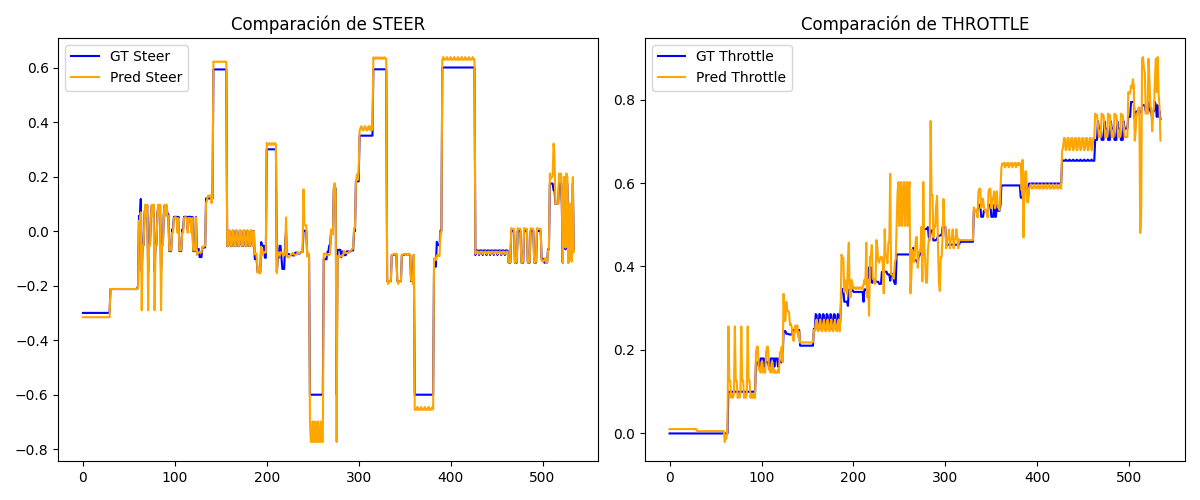 Comparación de STEER
GT Steer
Pred Steer
0.6
0.4
0.2
0.0
−0.2
−0.4
−0.6
−0.8
0 100 200 300 400 500
Comparación de THROTTLE
GT Throttle
Pred Throttle
0.8
0.6
0.4
0.2
0.0
0 100 200 300 400 500